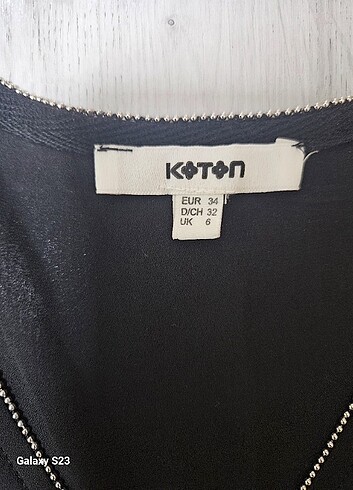 KOTON
EUR 34
D/CH 32
UK 6
Galaxy S23